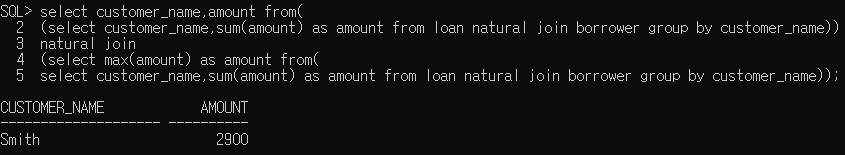 SQL> select customer_name,amount from(
2 (select customer_name,sum(amount) as amount from loan natural join borrower group by customer_name))
3 natural join
4 (select max(amount) as amount from(
5 select customer_name,sum(amount) as amount from loan natural join borrower group by customer_name));
CUSTOMER_NAME AMOUNT
-------------------- ----------
Smith 2900